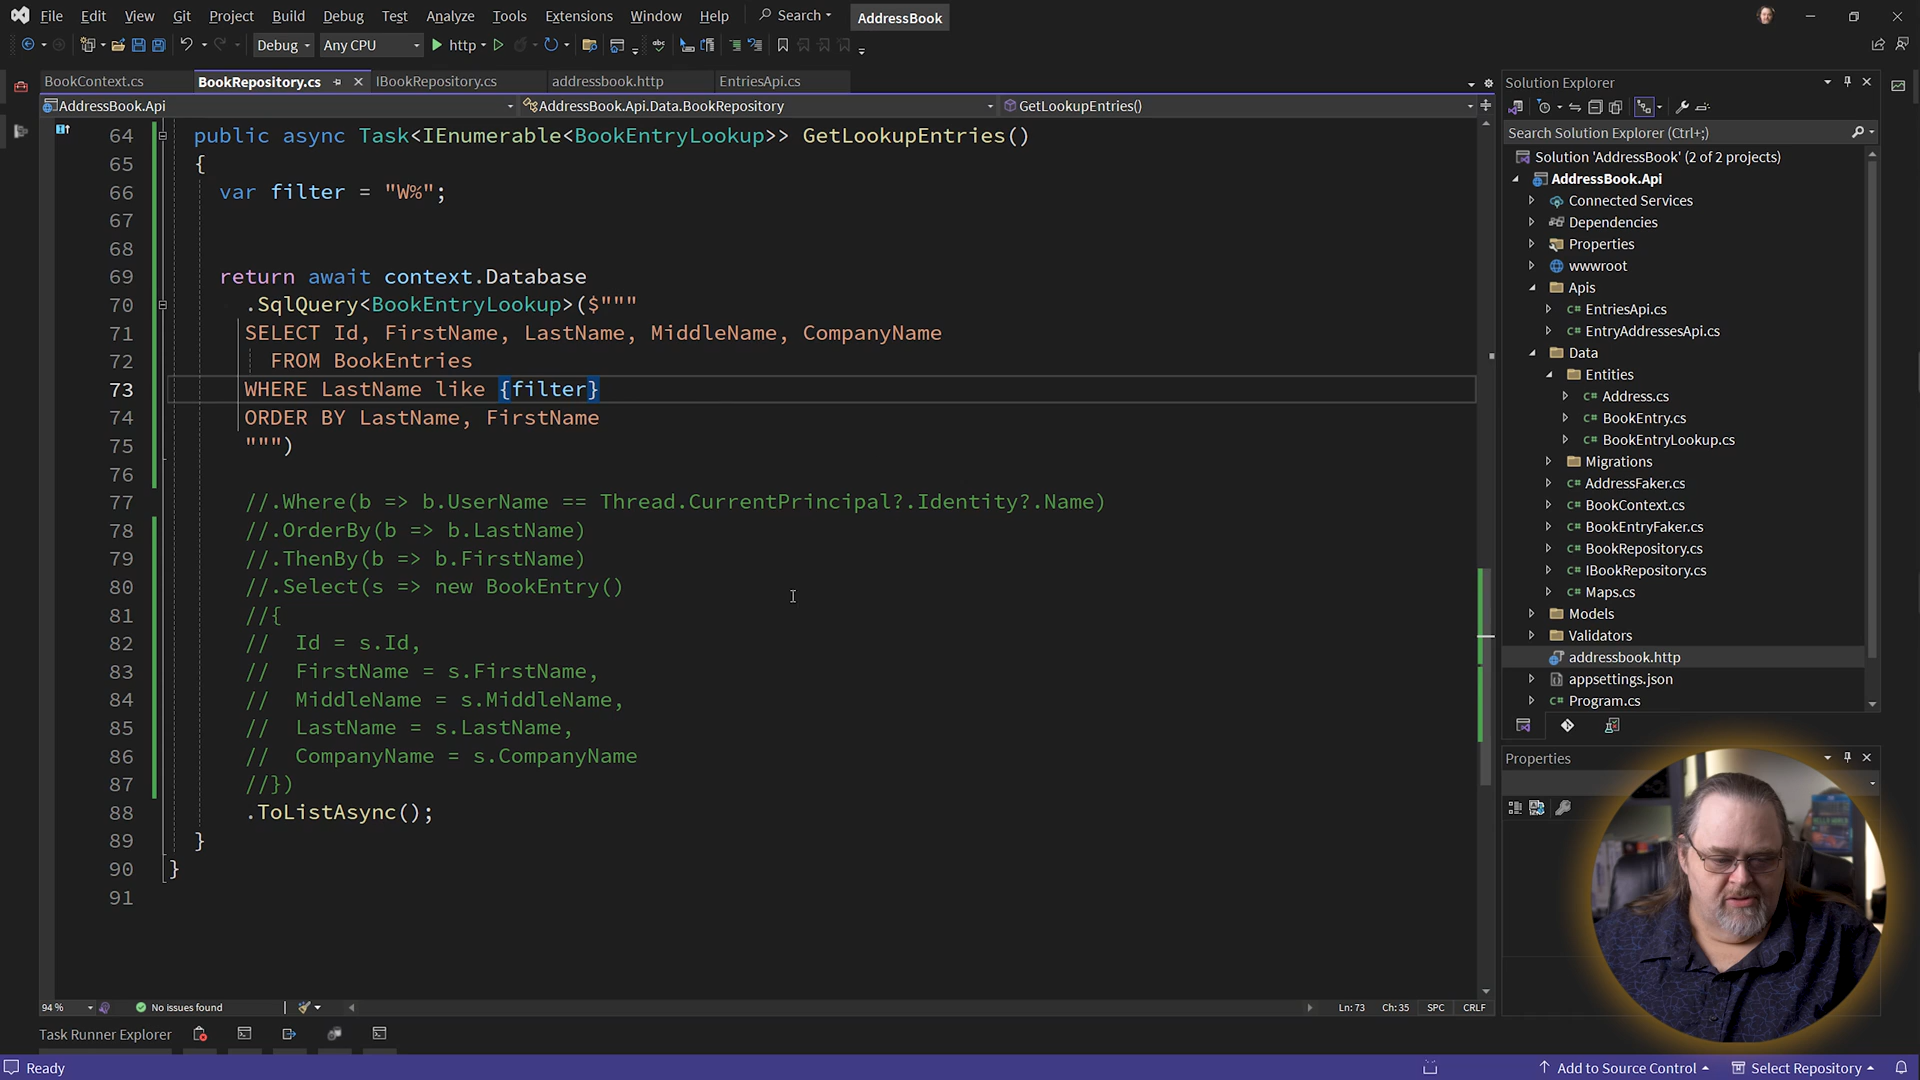 File Edit View Git Project Build Debug Test Analyze Tools Extensions Window Help Search AddressBook
Debug Any CPU http
BookContext.cs BookRepository.cs IBookRepository.cs addressbook.http EntriesApi.cs
AddressBook.Api AddressBook.Api.Data.BookRepository GetLookupEntries()
64 public async Task<IEnumerable<BookEntryLookup>> GetLookupEntries()
65 {
66 var filter = "W%";
67
68
69 return await context.Database
70 .SqlQuery<BookEntryLookup>($"""
71 SELECT Id, FirstName, LastName, MiddleName, CompanyName
72 FROM BookEntries
73 WHERE LastName like {filter}
74 ORDER BY LastName, FirstName
75 """)
76
77 //.Where(b => b.UserName == Thread.CurrentPrincipal?.Identity?.Name)
78 //.OrderBy(b => b.LastName)
79 //.ThenBy(b => b.FirstName)
80 //.Select(s => new BookEntry()
81 //{
82 // Id = s.Id,
83 // FirstName = s.FirstName,
84 // MiddleName = s.MiddleName,
85 // LastName = s.LastName,
86 // CompanyName = s.CompanyName
87 //})
88 .ToListAsync();
89 }
90 }
91
94 % No issues found Ln: 73 Ch: 35 SPC CRLF
Task Runner Explorer
Ready Add to Source Control Select Repository
Solution Explorer
Search Solution Explorer (Ctrl+;)
Solution 'AddressBook' (2 of 2 projects)
AddressBook.Api
Connected Services
Dependencies
Properties
wwwroot
Apis
EntriesApi.cs
EntryAddressesApi.cs
Data
Entities
Address.cs
BookEntry.cs
BookEntryLookup.cs
Migrations
AddressFaker.cs
BookContext.cs
BookEntryFaker.cs
BookRepository.cs
IBookRepository.cs
Maps.cs
Models
Validators
addressbook.http
appsettings.json
Program.cs
Properties